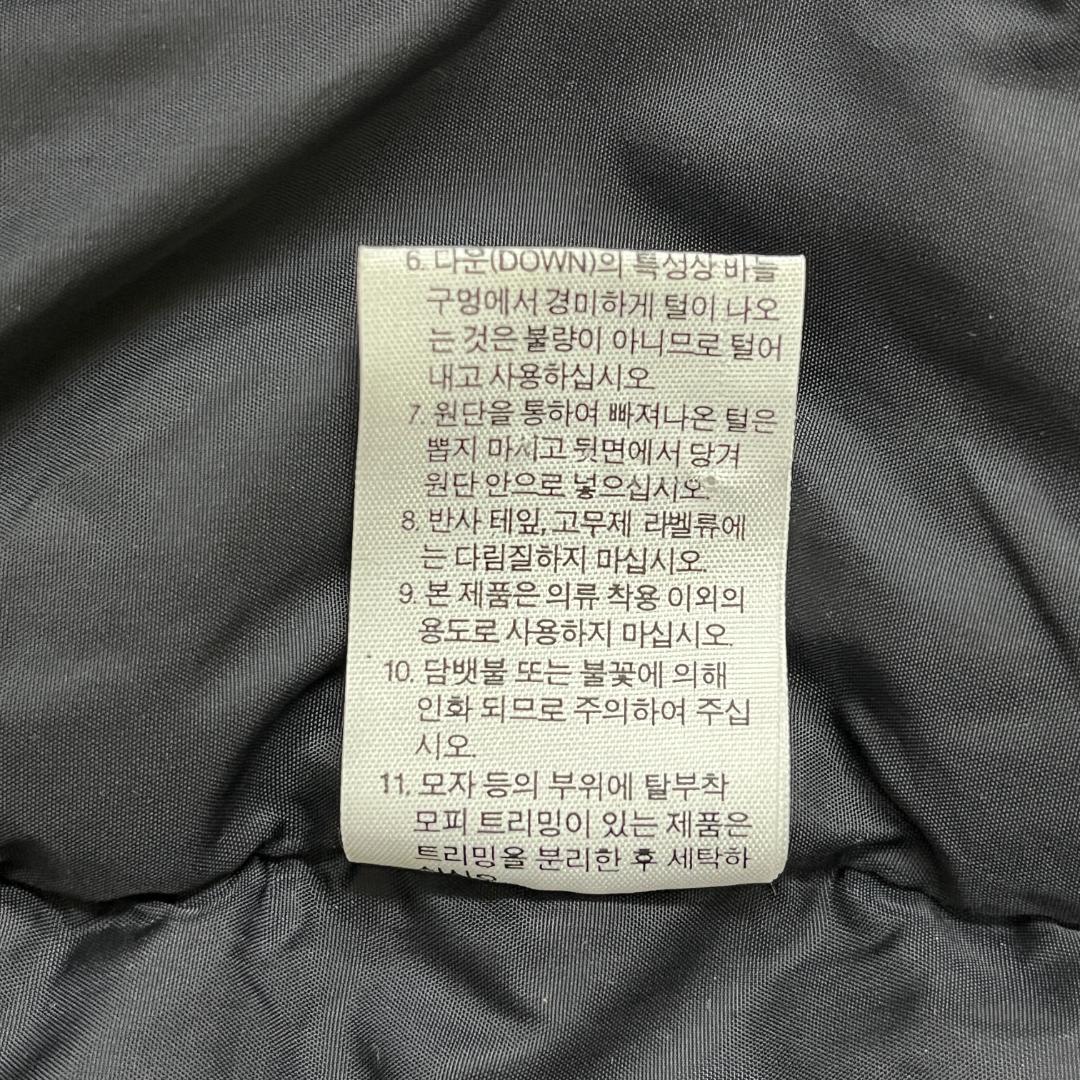 6. 다운(DOWN)의 특성상 바늘
구멍에서 경미하게 털이 나오
는 것은 불량이 아니므로 털어
내고 사용하십시오.
7. 원단을 통하여 빠져나온 털은
뽑지 마시고 뒷면에서 당겨
원단 안으로 넣으십시오.
8. 반사 테잎, 고무제 라벨류에
는 다림질하지 마십시오.
9. 본 제품은 의류 착용 이외의
용도로 사용하지 마십시오.
10. 담뱃불 또는 불꽃에 의해
인화 되므로 주의하여 주십
시오.
11. 모자 등의 부위에 탈부착
모피 트리밍이 있는 제품은
트리밍을 분리한 후 세탁하
십시오.